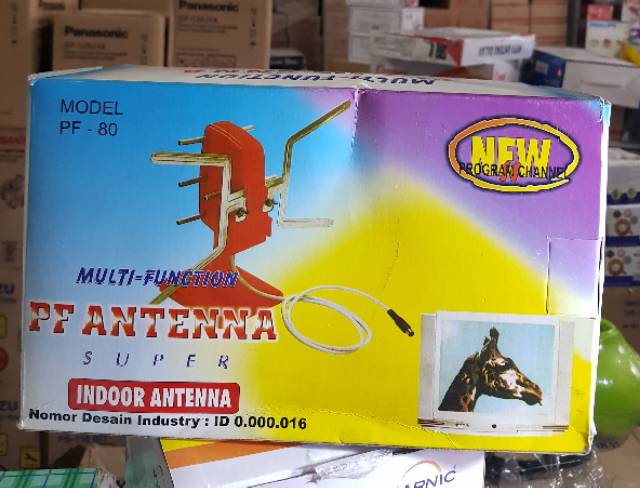 Panasonic
Panasonic
MULTI-FUNCTION
MODEL
PF - 80
NEW
PROGRAM CHANNEL
MULTI=FUNCTION
PF ANTENNA
SUPER
INDOOR ANTENNA
Nomor Desain Industry : ID 0.000.016
ARNIC